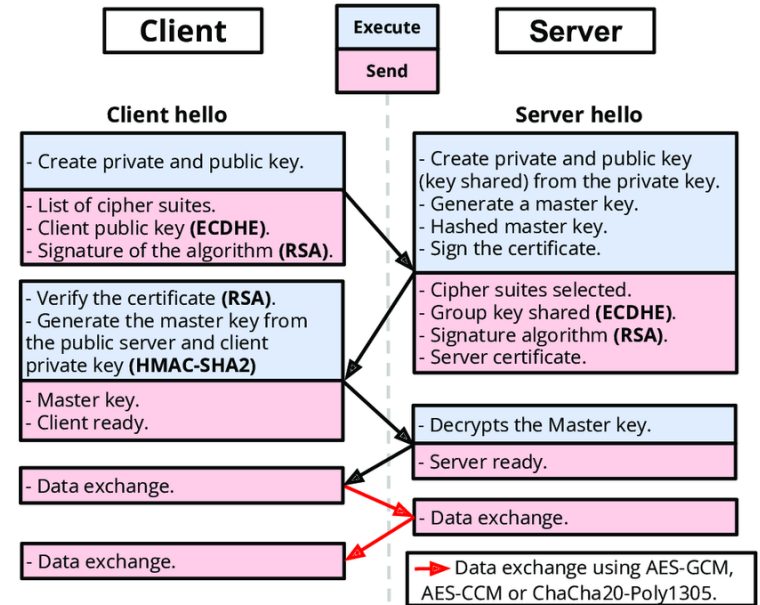 Client
Execute
Send
Server
Client hello
- Create private and public key.
- List of cipher suites.
- Client public key (ECDHE).
- Signature of the algorithm (RSA).
- Verify the certificate (RSA).
- Generate the master key from
the public server and client
private key (HMAC-SHA2)
- Master key.
- Client ready.
- Data exchange.
- Data exchange.
Server hello
- Create private and public key
(key shared) from the private key.
- Generate a master key.
- Hashed master key.
- Sign the certificate.
- Cipher suites selected.
- Group key shared (ECDHE).
- Signature algorithm (RSA).
- Server certificate.
- Decrypts the Master key.
- Server ready.
- Data exchange.
Data exchange using AES-GCM,
AES-CCM or ChaCha20-Poly1305.